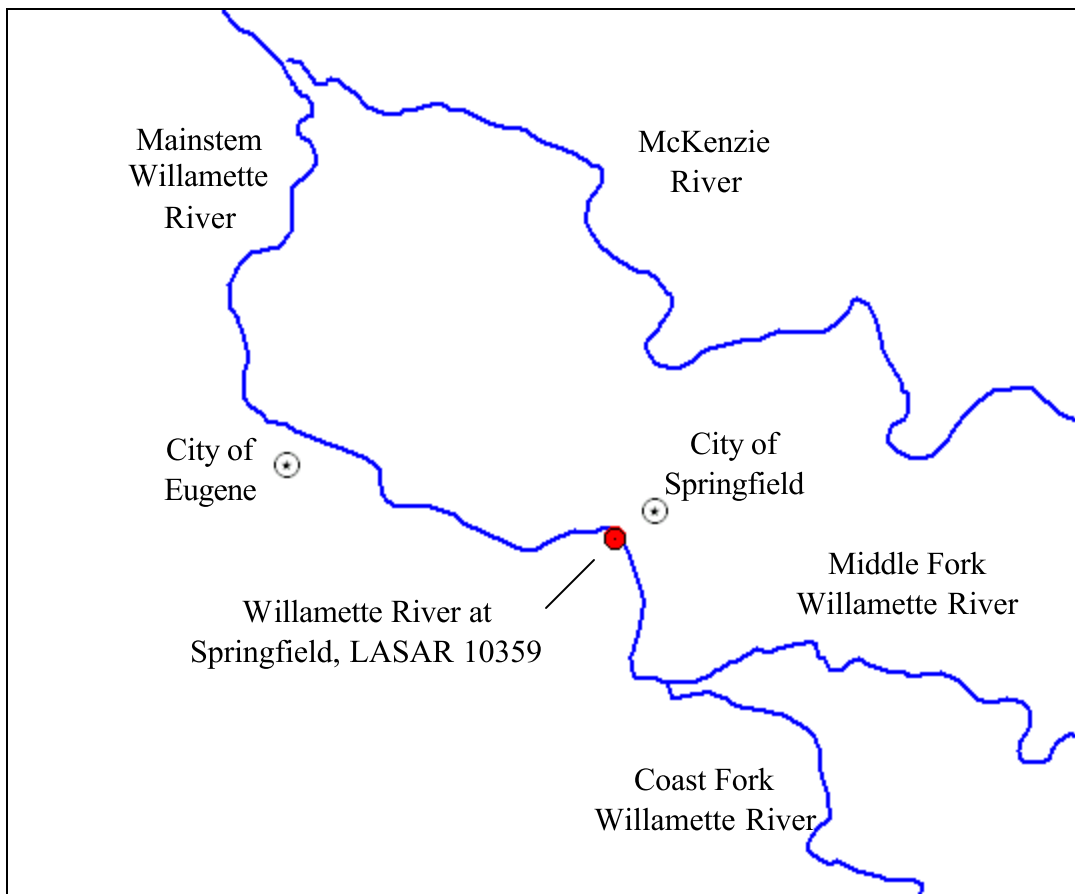 Mainstem
Willamette
River
McKenzie
River
City of
Eugene
City of
Springfield
Middle Fork
Willamette River
Willamette River at
Springfield, LASAR 10359
Coast Fork
Willamette River